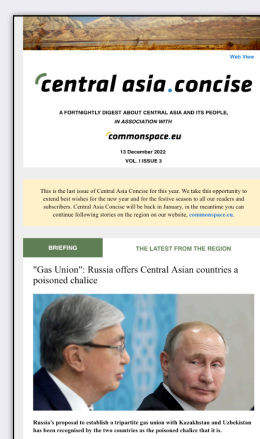 Web View
central asia.concise
A FORTNIGHTLY DIGEST ABOUT CENTRAL ASIA AND ITS PEOPLE,
IN ASSOCIATION WITH
commonspace.eu
13 December 2022
VOL. I ISSUE 3
This is the last issue of Central Asia Concise for this year. We take this opportunity to
extend best wishes for the new year and for the festive season to all our readers and
subscribers. Central Asia Concise will be back in January, in the meantime you can
continue following stories on the region on our website, commonspace.eu.
BRIEFING
THE LATEST FROM THE REGION
"Gas Union": Russia offers Central Asian countries a
poisoned chalice
Russia's proposal to establish a tripartite gas union with Kazakhstan and Uzbekistan
has been recognised by the two countries as the poisoned chalice that it is.